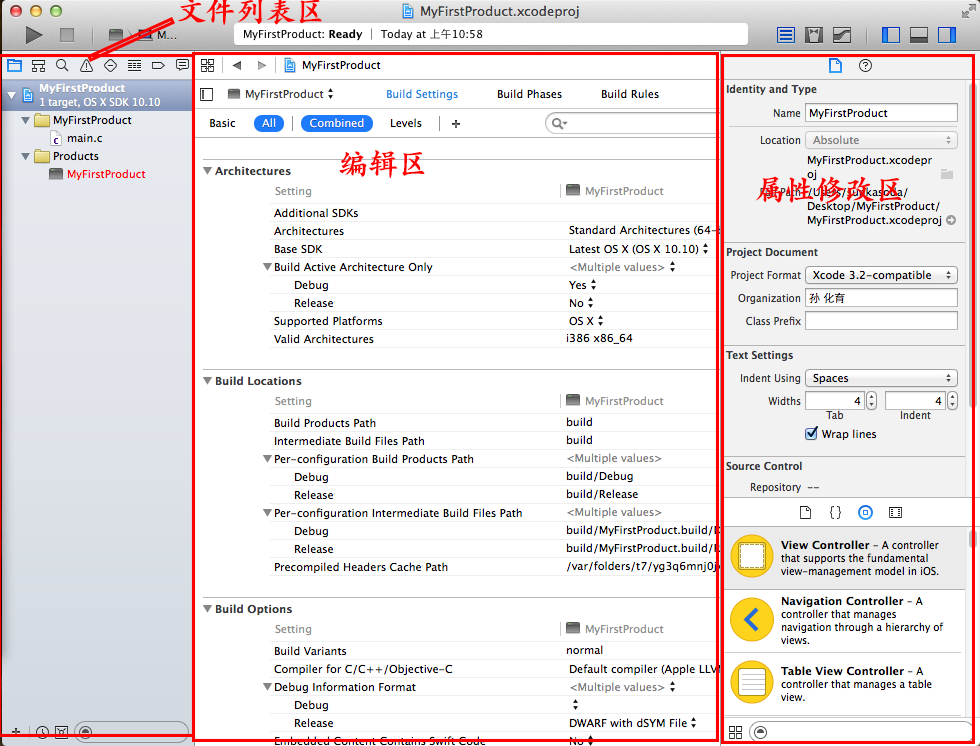 文件列表区
MyFirstProduct.xcodeproj
M...
MyFirstProduct: Ready | Today at 上午10:58
MyFirstProduct
1 target, OS X SDK 10.10
MyFirstProduct
main.c
Products
MyFirstProduct
MyFirstProduct
MyFirstProduct
Build Settings
Build Phases
Build Rules
Basic
All
Combined
Levels
+
编辑区
Architectures
Setting
MyFirstProduct
Additional SDKs
Architectures
Standard Architectures (64-
Base SDK
Latest OS X (OS X 10.10)
Build Active Architecture Only
<Multiple values>
Debug
Yes
Release
No
Supported Platforms
OS X
Valid Architectures
i386 x86_64
Build Locations
Setting
MyFirstProduct
Build Products Path
build
Intermediate Build Files Path
build
Per-configuration Build Products Path
<Multiple values>
Debug
build/Debug
Release
build/Release
Per-configuration Intermediate Build Files Path
<Multiple values>
Debug
build/MyFirstProduct.build/
Release
build/MyFirstProduct.build/
Precompiled Headers Cache Path
/var/folders/t7/yg3q6mnj0j
Build Options
Setting
MyFirstProduct
Build Variants
normal
Compiler for C/C++/Objective-C
Default compiler (Apple LLV
Debug Information Format
<Multiple values>
Debug
Release
DWARF with dSYM File
Embedded Content Contains Swift Code
No
Identity and Type
Name
MyFirstProduct
Location
Absolute
MyFirstProduct.xcodepr
oj
属性修改区
Desktop/MyFirstProduct/
MyFirstProduct.xcodeproj
Project Document
Project Format
Xcode 3.2-compatible
Organization
孙 化育
Class Prefix
Text Settings
Indent Using
Spaces
Widths
4
4
Tab
Indent
Wrap lines
Source Control
Repository --
{}
View Controller – A controller
that supports the fundamental
view-management model in iOS.
Navigation Controller – A
controller that manages
navigation through a hierarchy of
views.
Table View Controller – A
controller that manages a table
view.
+